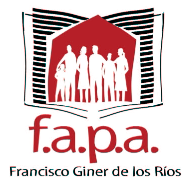 f.a.p.a.
Francisco Giner de los Ríos